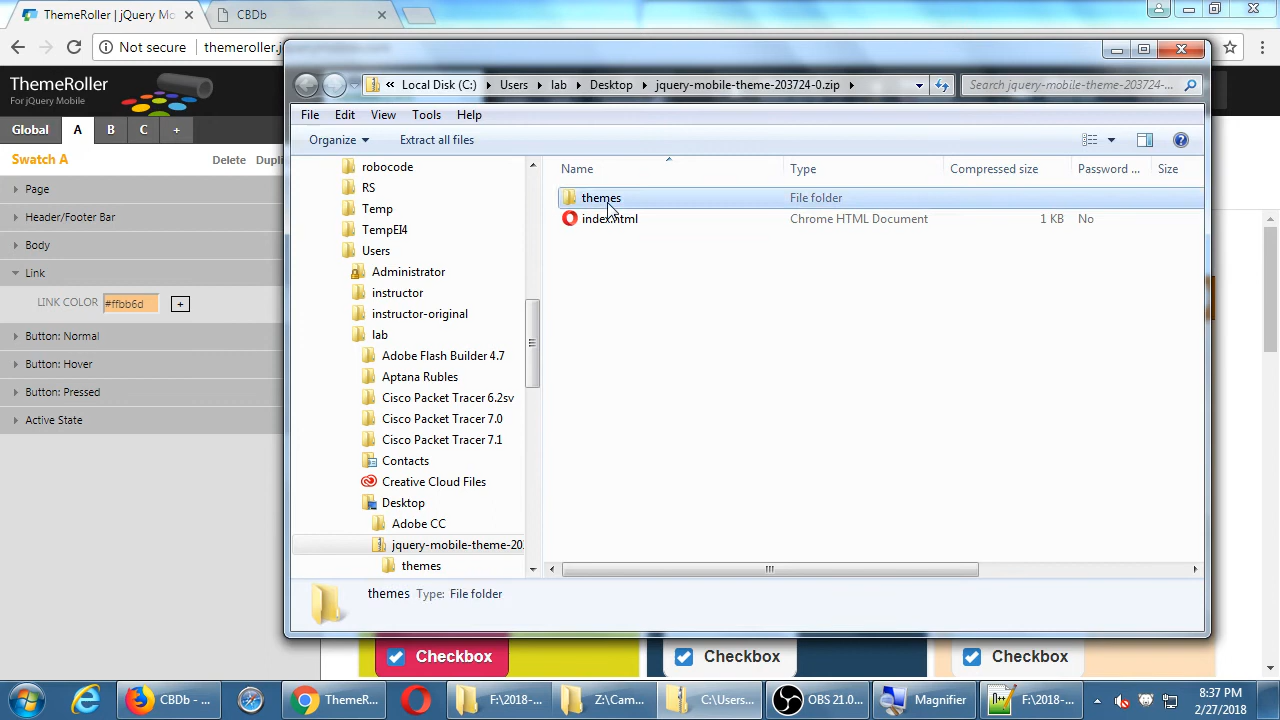 ThemeRoller | jQuery Mo
CBDb
Not secure
themeroller.j
ThemeRoller
For jQuery Mobile
Global
A
B
C
+
Swatch A
Delete
Dupli
Page
Header/Footer Bar
Body
Link
LINK COLOR
#ffbb6d
+
Button: Normal
Button: Hover
Button: Pressed
Active State
« Local Disk (C:)
Users
lab
Desktop
jquery-mobile-theme-203724-0.zip
Search jquery-mobile-theme-203724-...
File
Edit
View
Tools
Help
Organize
Extract all files
robocode
RS
Temp
TempEI4
Users
Administrator
instructor
instructor-original
lab
Adobe Flash Builder 4.7
Aptana Rubles
Cisco Packet Tracer 6.2sv
Cisco Packet Tracer 7.0
Cisco Packet Tracer 7.1
Contacts
Creative Cloud Files
Desktop
Adobe CC
jquery-mobile-theme-20
themes
Name
Type
Compressed size
Password ...
Size
themes
File folder
index.html
Chrome HTML Document
1 KB
No
themes Type: File folder
Checkbox
Checkbox
Checkbox
CBDb - ...
ThemeR...
F:\2018-...
Z:\Cam...
C:\Users...
OBS 21.0...
Magnifier
F:\2018-...
8:37 PM
2/27/2018